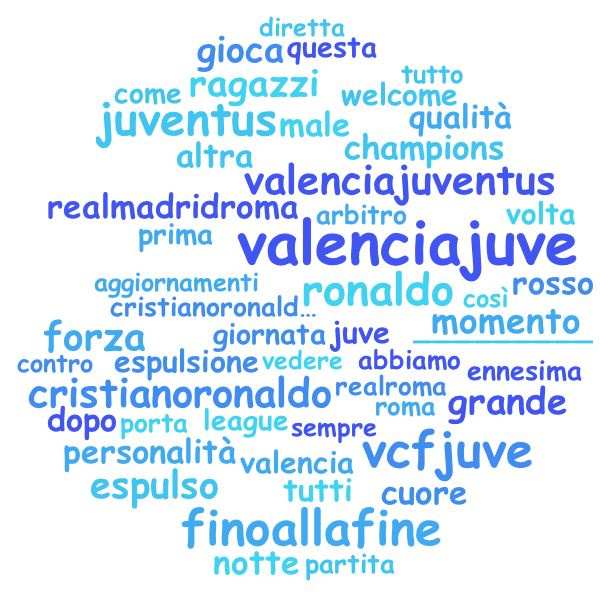 diretta
gioca questa
tutto
ragazzi
come welcome
juventus male qualità
altra champions
valenciajuventus
realmadridroma arbitro volta
prima valenciajuve
aggiornamenti ronaldo così rosso
cristianoronald...
forza giornata juve momento
contro espulsione vedere abbiamo ennesima
cristianoronaldo realroma
roma grande
dopo porta league sempre
personalità valencia vcfjuve
espulso tutti cuore
finoallafine
notte partita